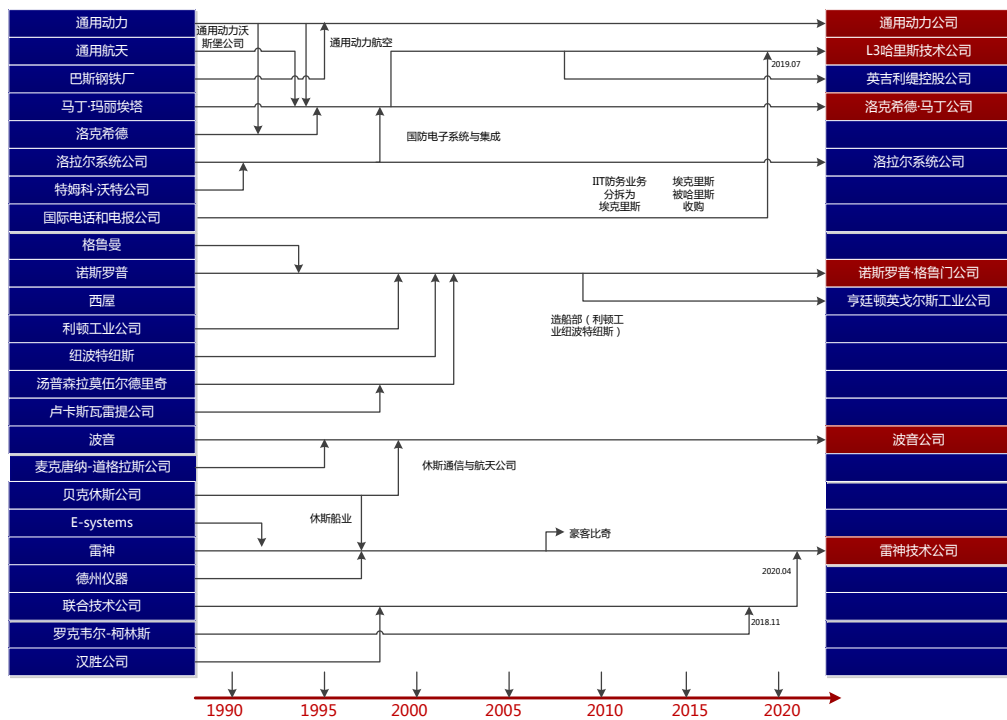 通用动力
通用航天
巴斯钢铁厂
马丁·玛丽埃塔
洛克希德
洛拉尔系统公司
特姆科·沃特公司
国际电话和电报公司
格鲁曼
诺斯罗普
西屋
利顿工业公司
纽波特纽斯
汤普森拉莫伍尔德里奇
卢卡斯瓦雷提公司
波音
麦克唐纳-道格拉斯公司
贝克休斯公司
E-systems
雷神
德州仪器
联合技术公司
罗克韦尔-柯林斯
汉胜公司
通用动力沃
斯堡公司
通用动力航空
2019.07
国防电子系统与集成
IIT防务业务
分拆为
埃克里斯
埃克里斯
被哈里斯
收购
造船部（利顿工
业纽波特纽斯）
休斯通信与航天公司
休斯船业
豪客比奇
2020.04
2018.11
通用动力公司
L3哈里斯技术公司
英吉利缇控股公司
洛克希德·马丁公司
洛拉尔系统公司
诺斯罗普·格鲁门公司
亨廷顿英戈尔斯工业公司
波音公司
雷神技术公司
1990
1995
2000
2005
2010
2015
2020